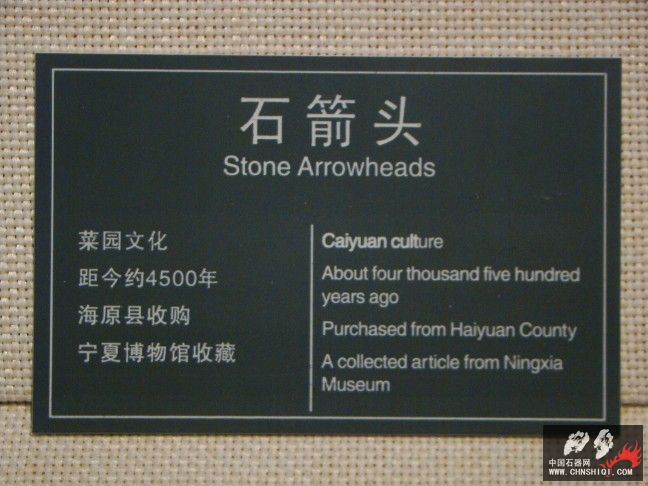 石箭头
Stone Arrowheads
菜园文化
距今约4500年
海原县收购
宁夏博物馆收藏
Caiyuan culture
About four thousand five hundred
years ago
Purchased from Haiyuan County
A collected article from Ningxia
Museum
中国石器网
WWW.CHNSHIQI.COM